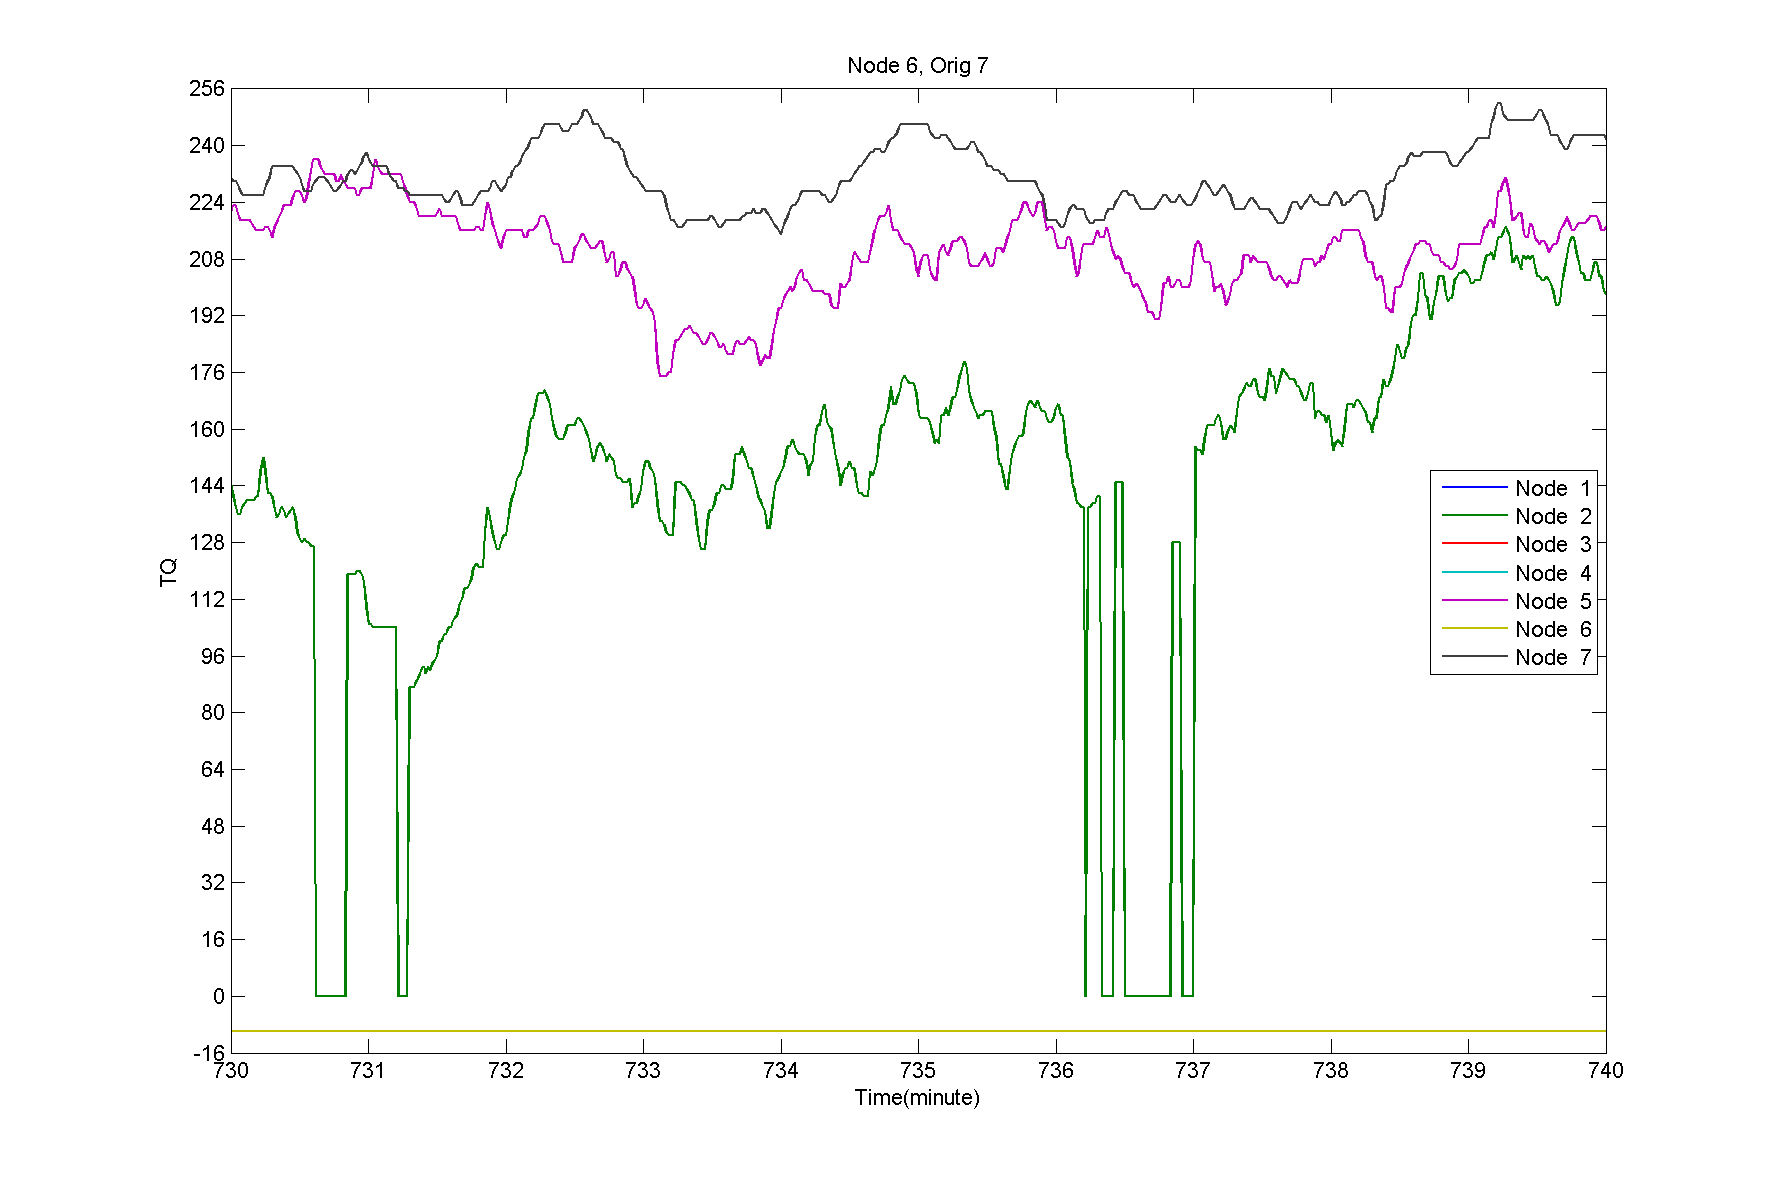 Node 6, Orig 7
256
240
224
208
192
176
160
144
128
112
96
80
64
48
32
16
0
-16
TQ
730 731 732 733 734 735 736 737 738 739 740
Time(minute)
Node 1
Node 2
Node 3
Node 4
Node 5
Node 6
Node 7